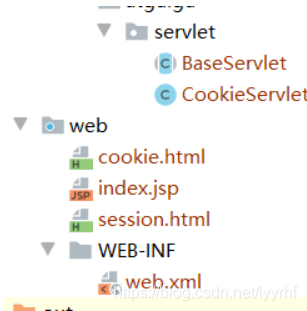 servlet
BaseServlet
CookieServlet
web
cookie.html
index.jsp
session.html
WEB-INF
web.xml
https://blog.csdn.net/lyyrhf